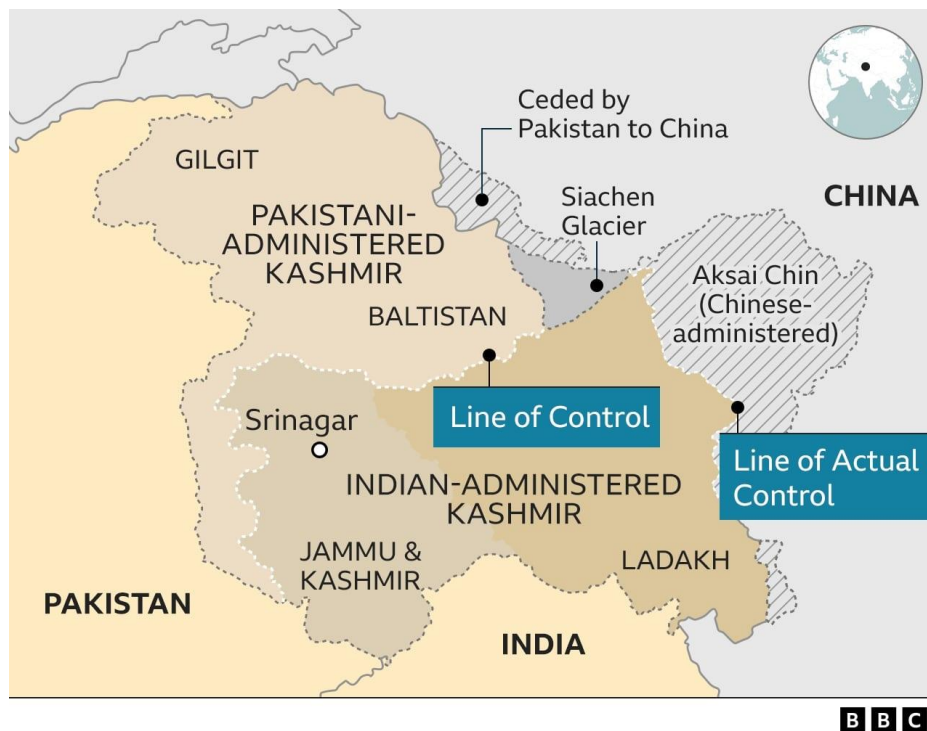 Ceded by
Pakistan to China
GILGIT
CHINA
Siachen
Glacier
PAKISTANI-
ADMINISTERED
KASHMIR
Aksai Chin
(Chinese-
administered)
BALTISTAN
Line of Control
Srinagar
Line of Actual
Control
INDIAN-ADMINISTERED
KASHMIR
JAMMU &
KASHMIR
LADAKH
PAKISTAN
INDIA
BBC